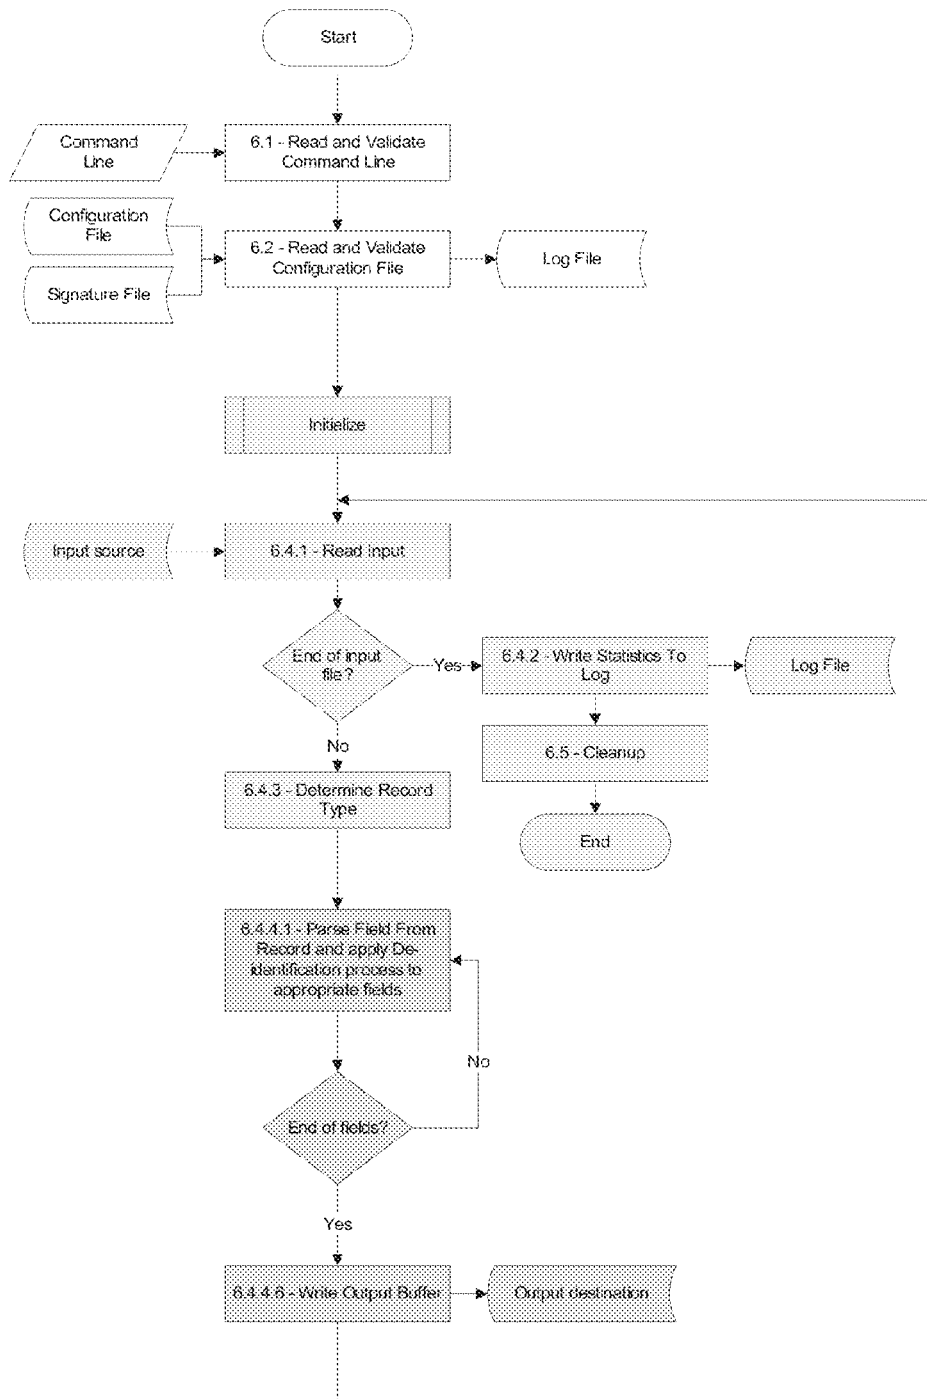 Start
Command
Line
6.1 - Read and Validate
Command Line
Configuration
File
6.2 - Read and Validate
Configuration File
Log File
Signature File
Initialize
Input source
6.4.1 - Read Input
End of input
file?
Yes
6.4.2 - Write Statistics To
Log
Log File
No
6.5 - Cleanup
6.4.3 - Determine Record
Type
End
6.4.4.1 - Parse Field From
Record and apply De-
identification process to
appropriate fields
No
End of fields?
Yes
6.4.4.6 - Write Output Buffer
Output destination